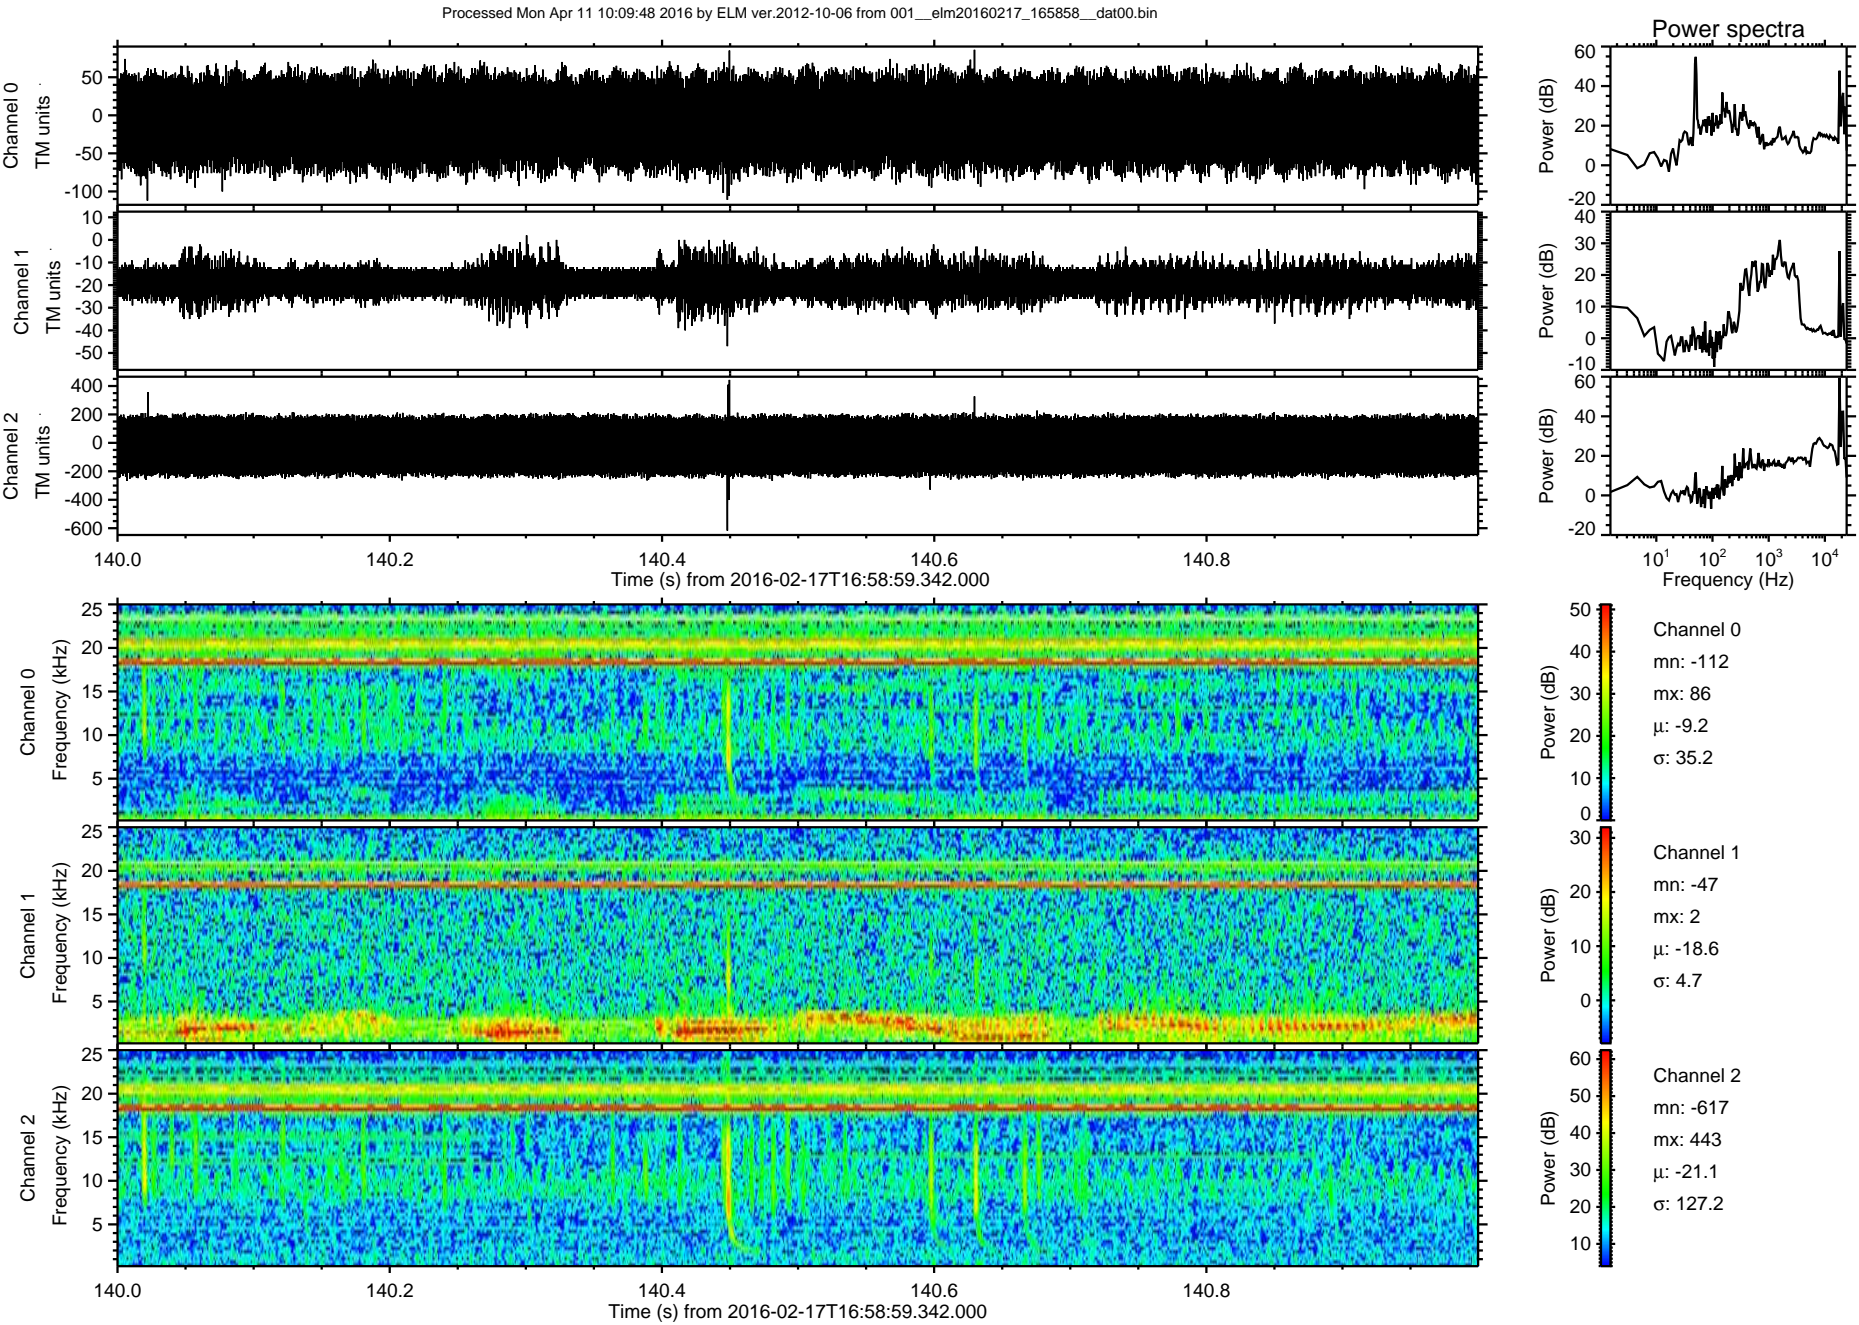 Processed Mon Apr 11 10:09:48 2016 by ELM ver.2012-10-06 from 001__elm20160217_165858__dat00.bin
Power spectra
Channel 0
TM units
50
0
-50
-100
Power (dB)
60
40
20
0
-20
Channel 1
TM units
10
0
-10
-20
-30
-40
-50
Power (dB)
40
30
20
10
0
-10
Channel 2
TM units
400
200
0
-200
-400
-600
Power (dB)
60
40
20
0
-20
140.0 140.2 140.4 140.6 140.8
Time (s) from 2016-02-17T16:58:59.342.000
10¹ 10² 10³ 10⁴
Frequency (Hz)
Channel 0
Frequency (kHz)
25
20
15
10
5
Power (dB)
50
40
30
20
10
0
Channel 0
mn: -112
mx: 86
μ: -9.2
σ: 35.2
Channel 1
Frequency (kHz)
25
20
15
10
5
Power (dB)
30
20
10
0
Channel 1
mn: -47
mx: 2
μ: -18.6
σ: 4.7
Channel 2
Frequency (kHz)
25
20
15
10
5
Power (dB)
60
50
40
30
20
10
Channel 2
mn: -617
mx: 443
μ: -21.1
σ: 127.2
140.0 140.2 140.4 140.6 140.8
Time (s) from 2016-02-17T16:58:59.342.000